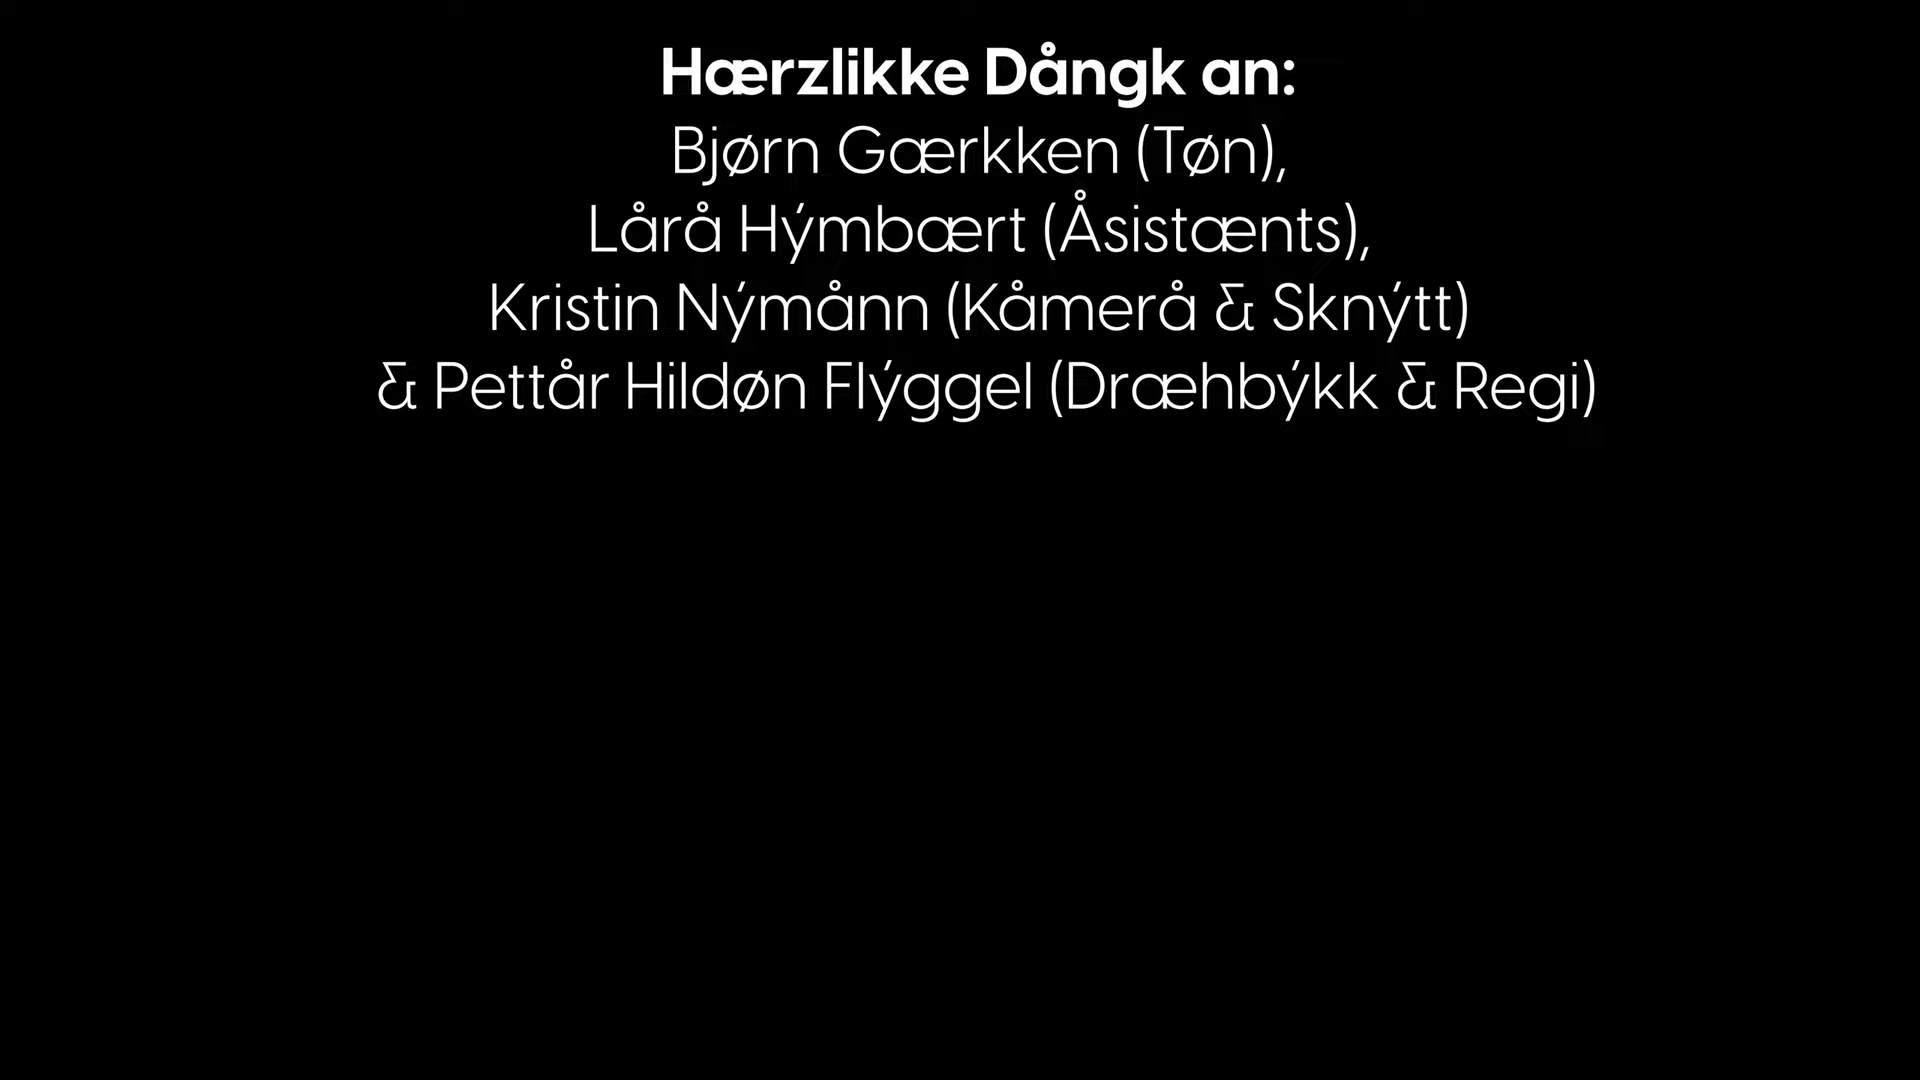 Hærzlikke Dångk an:
Bjørn Gærkken (Tøn),
Lårå Hýmbært (Åsistænts),
Kristin Nýmånn (Kåmerå & Sknýtt)
& Pettår Hildøn Flýggel (Dræhbýkk & Regi)